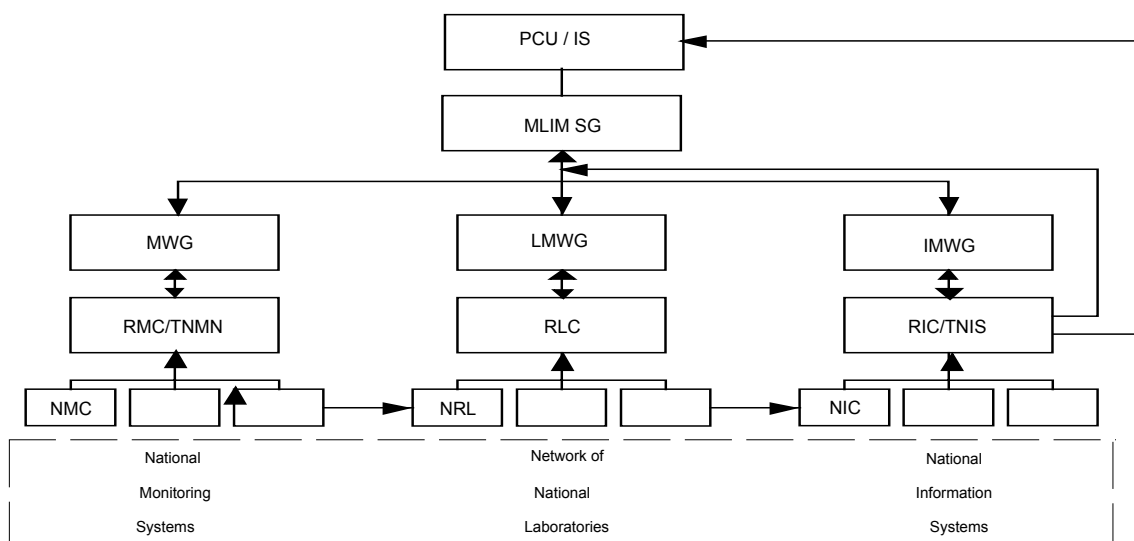 PCU / IS
MLIM SG
MWG
LMWG
IMWG
RMC/TNMN
RLC
RIC/TNIS
NMC
NRL
NIC
National
Monitoring
Systems
Network of
National
Laboratories
National
Information
Systems